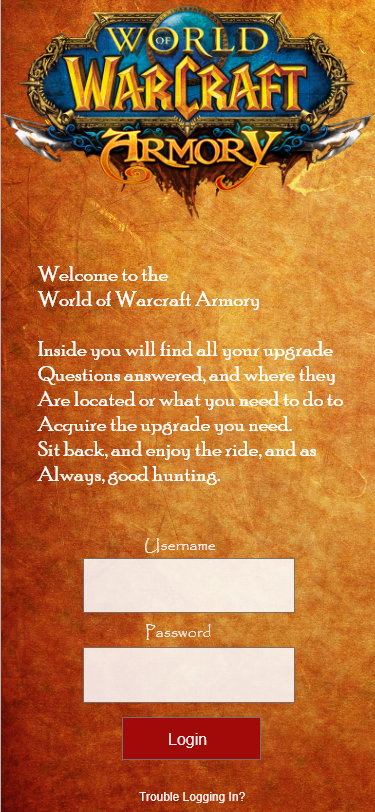 WORLD
OF
WARCRAFT
ARMORY
Welcome to the
World of Warcraft Armory
Inside you will find all your upgrade
Questions answered, and where they
Are located or what you need to do to
Acquire the upgrade you need.
Sit back, and enjoy the ride, and as
Always, good hunting.
Username
Password
Login
Trouble Logging In?